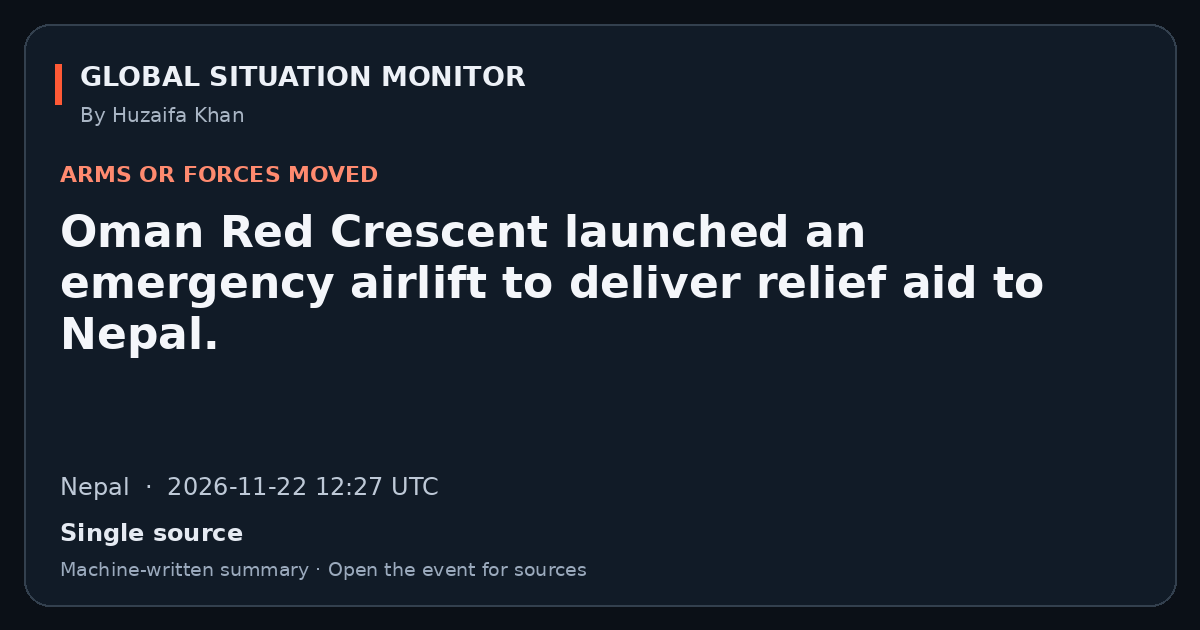 GLOBAL SITUATION MONITOR
By Huzaifa Khan
ARMS OR FORCES MOVED
Oman Red Crescent launched an
emergency airlift to deliver relief aid to
Nepal.
Nepal · 2026-11-22 12:27 UTC
Single source
Machine-written summary · Open the event for sources